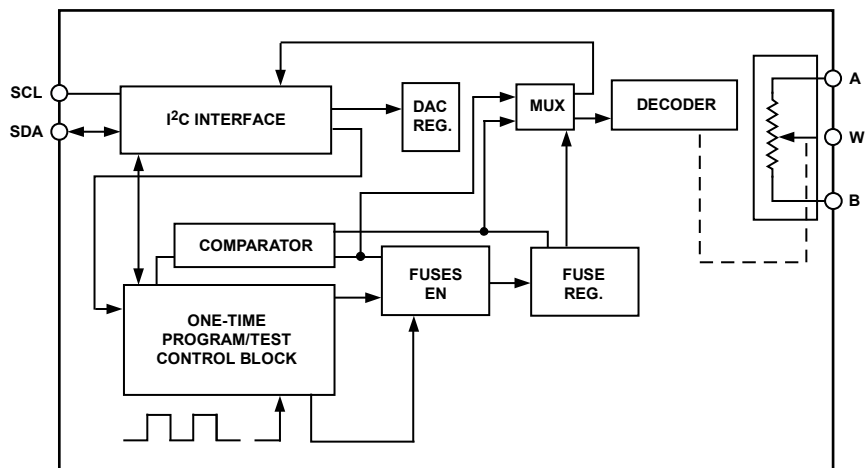 SCL
SDA
I²C INTERFACE
DAC
REG.
MUX
DECODER
A
W
B
COMPARATOR
FUSES
EN
FUSE
REG.
ONE-TIME
PROGRAM/TEST
CONTROL BLOCK